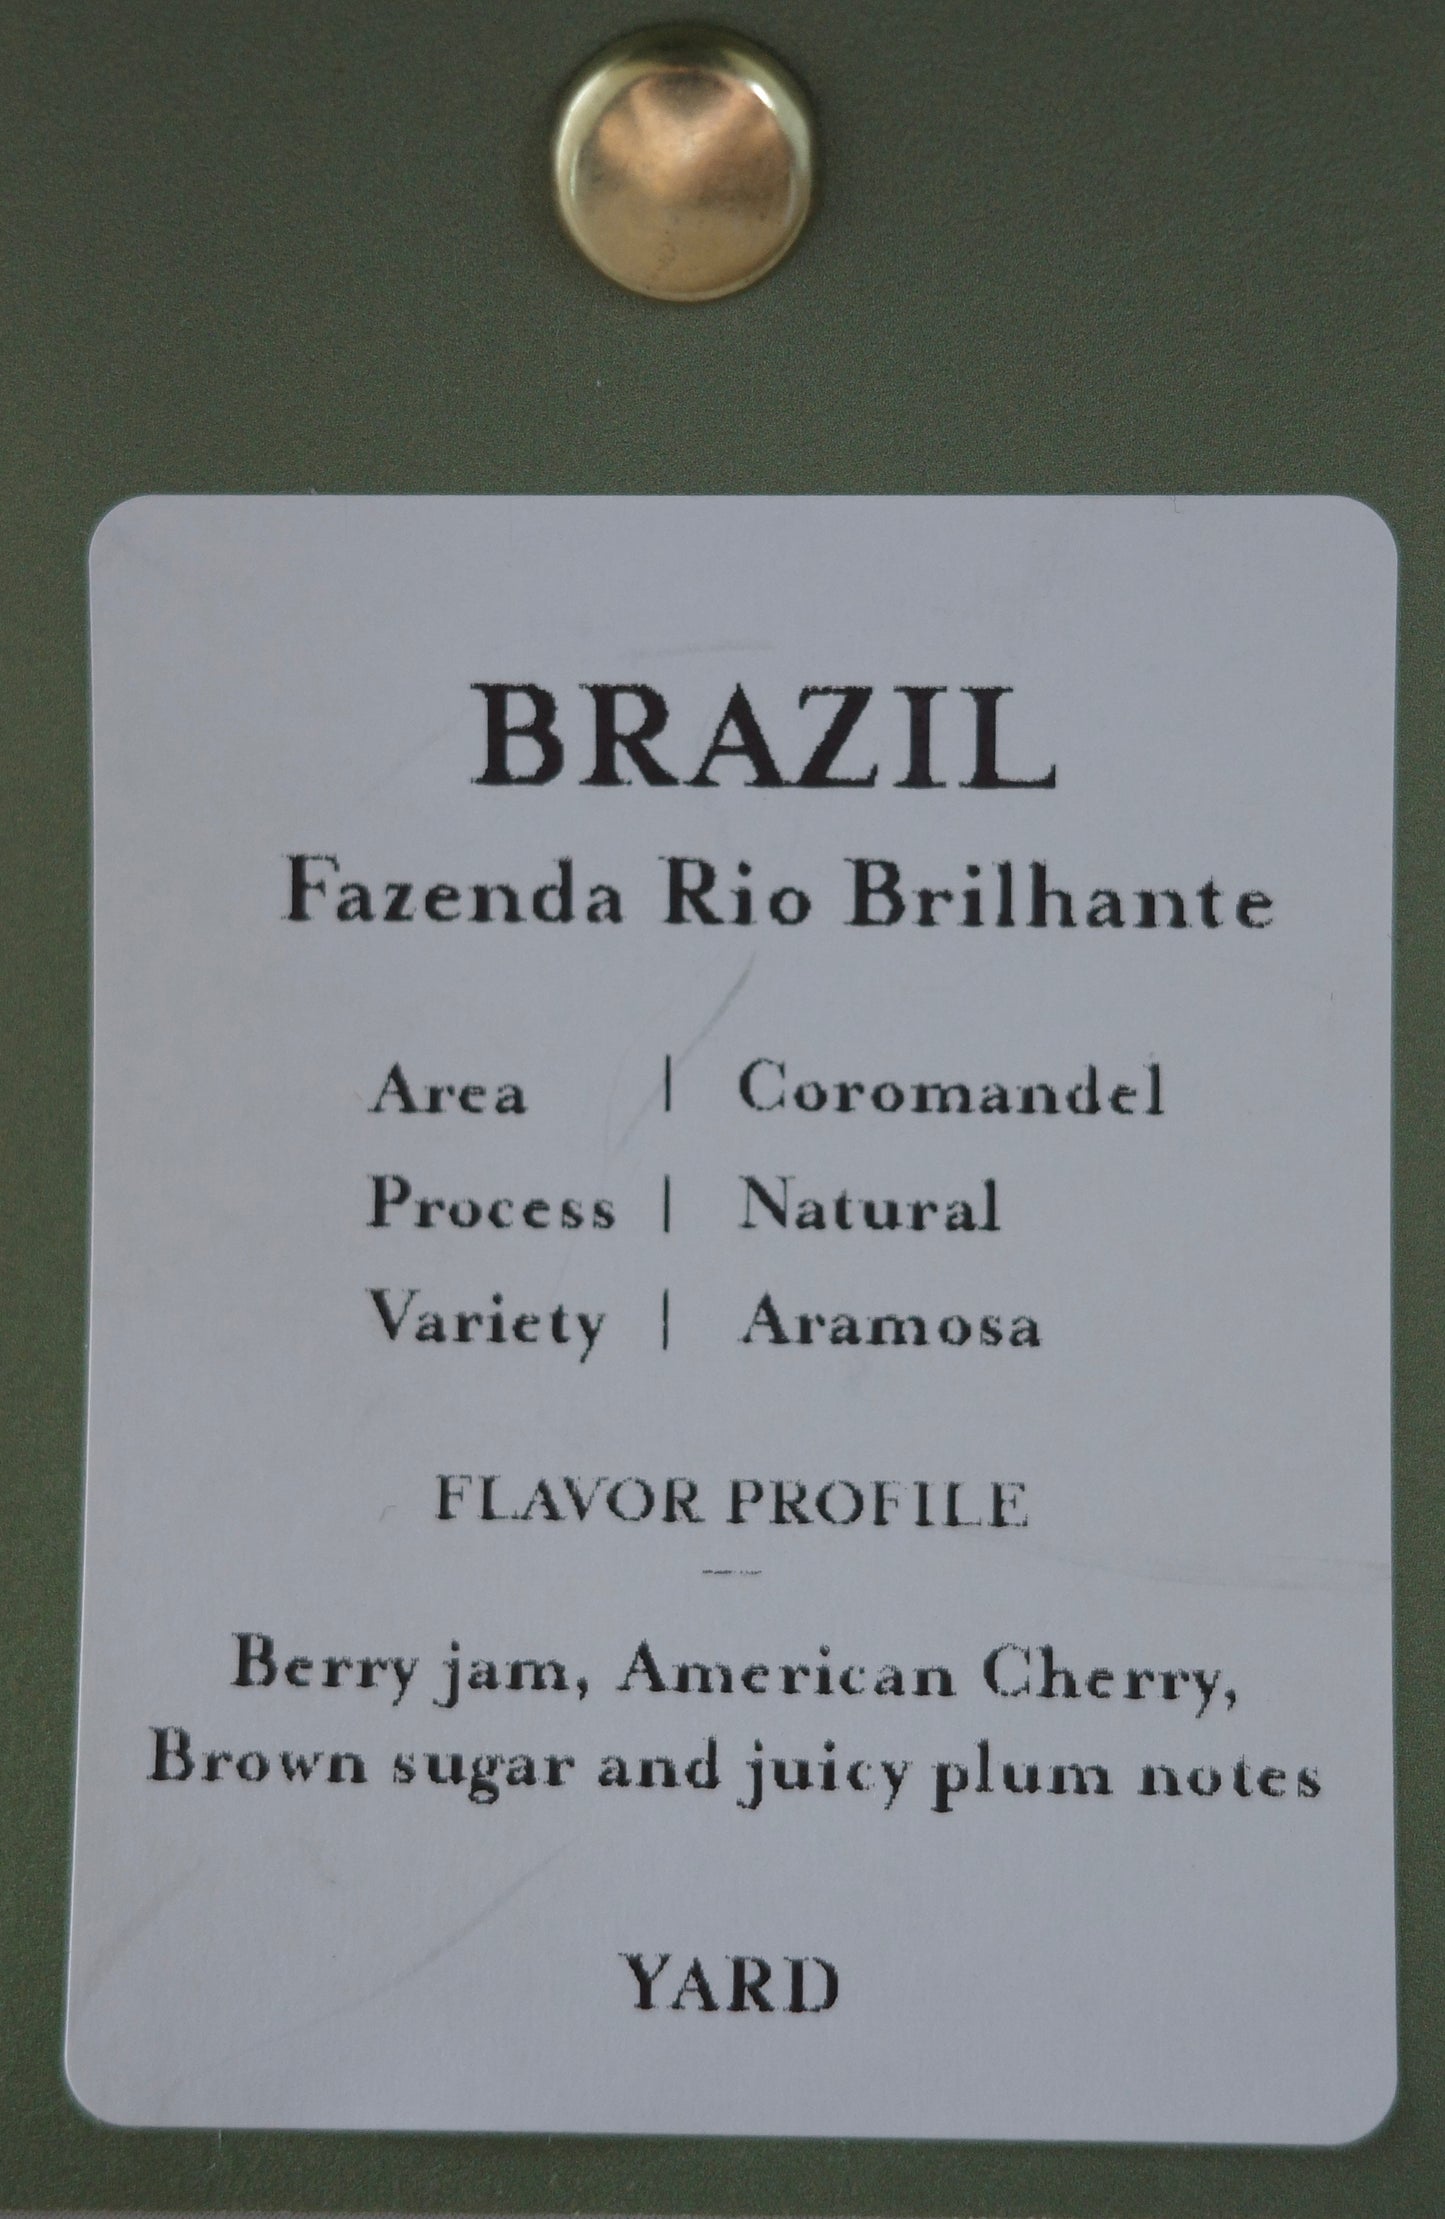 BRAZIL
Fazenda Rio Brilhante
Area | Coromandel
Process | Natural
Variety | Aramosa
FLAVOR PROFILE
Berry jam, American Cherry,
Brown sugar and juicy plum notes
YARD